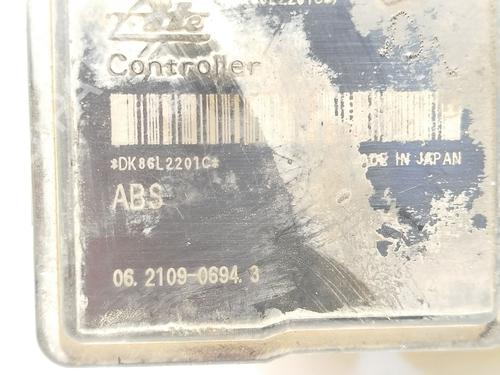 Controller
*DK86L2201C*
ADE IN JAPAN
ABS
06.2109-0694.3